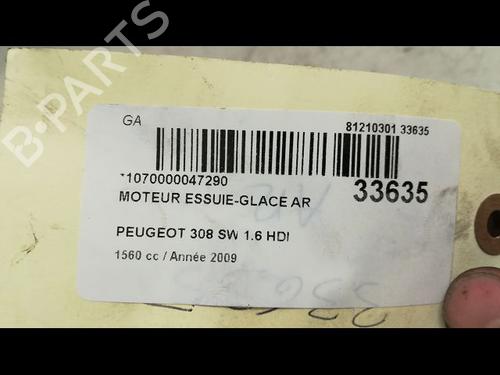 GA
81210301 33635
*1070000047290
33635
MOTEUR ESSUIE-GLACE AR
PEUGEOT 308 SW 1.6 HDI
1560 cc / Année 2009
B-PARTS